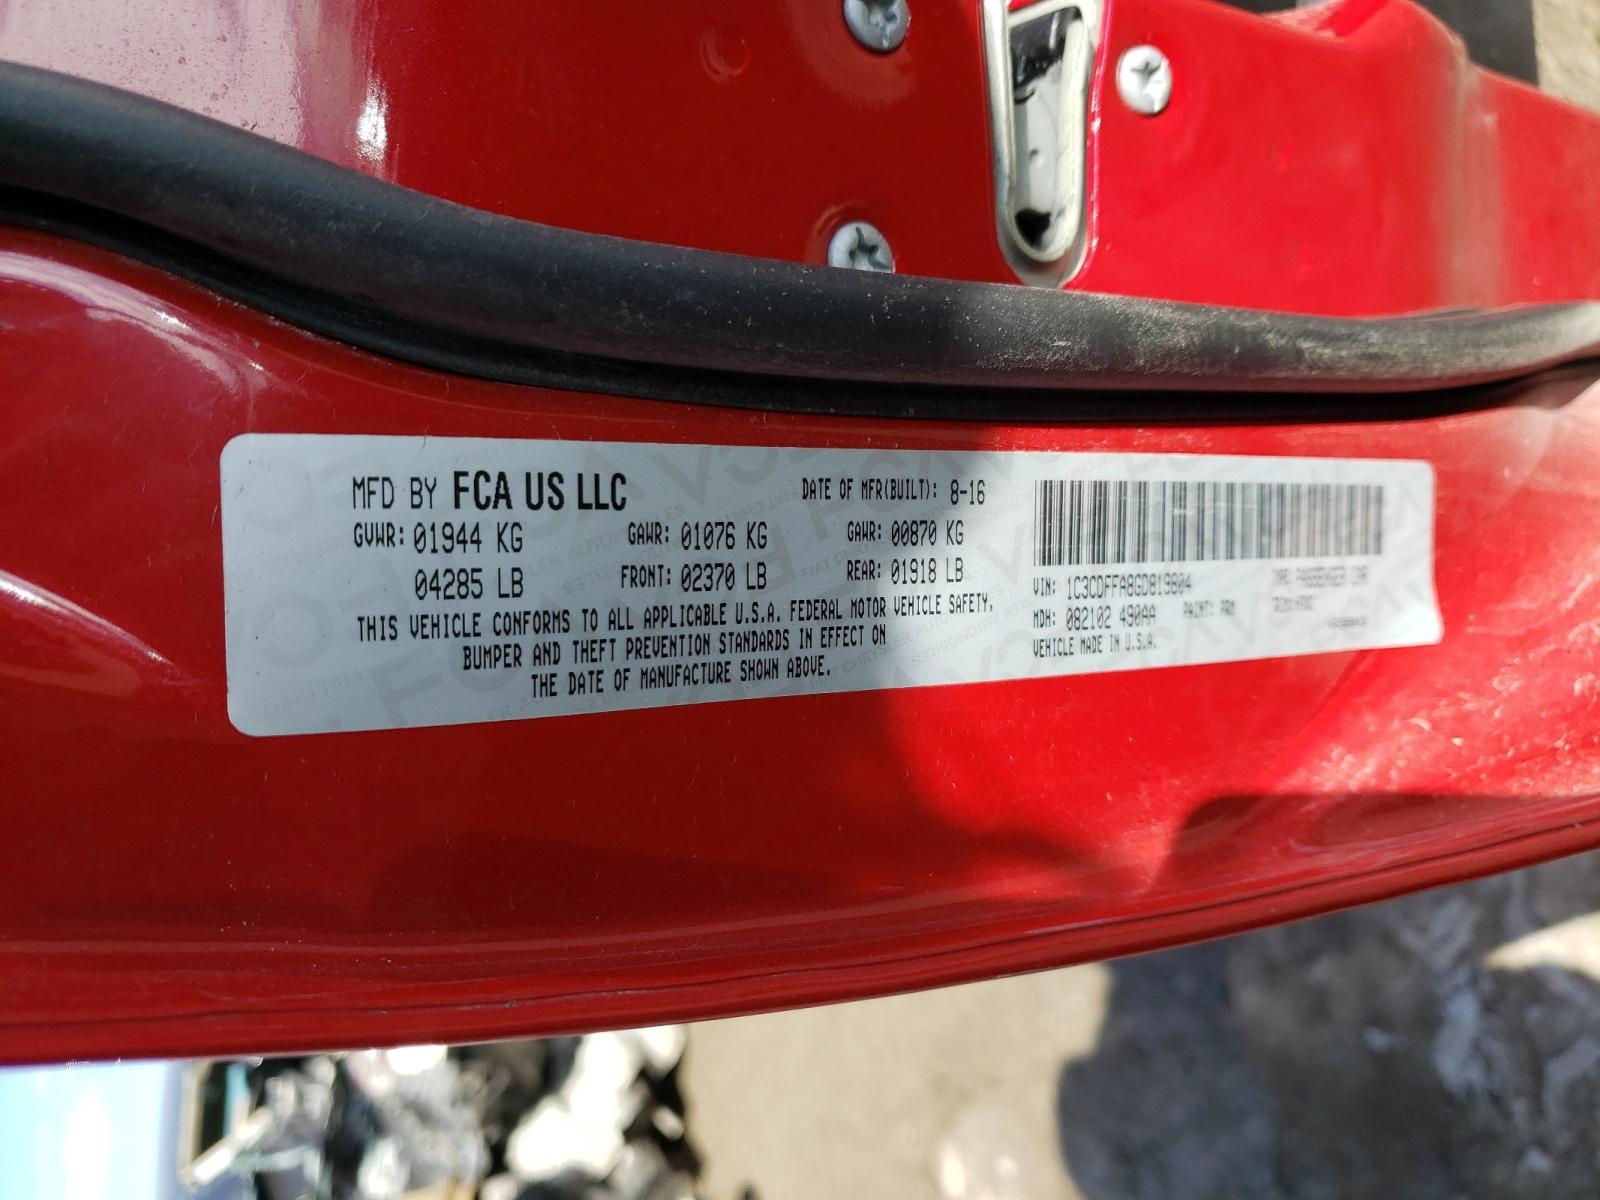 MFD BY FCA US LLC
DATE OF MFR(BUILT): 8-16
GVWR: 01944 KG GAWR: 01076 KG GAWR: 00870 KG
04285 LB FRONT: 02370 LB REAR: 01918 LB
THIS VEHICLE CONFORMS TO ALL APPLICABLE U.S.A. FEDERAL MOTOR VEHICLE SAFETY,
BUMPER AND THEFT PREVENTION STANDARDS IN EFFECT ON
THE DATE OF MANUFACTURE SHOWN ABOVE.
VIN: 1C3CDFFA8GD819804 TYPE: PASSENGER CAR
MDH: 082102 490AA PAINT: PRM
VEHICLE MADE IN U.S.A.